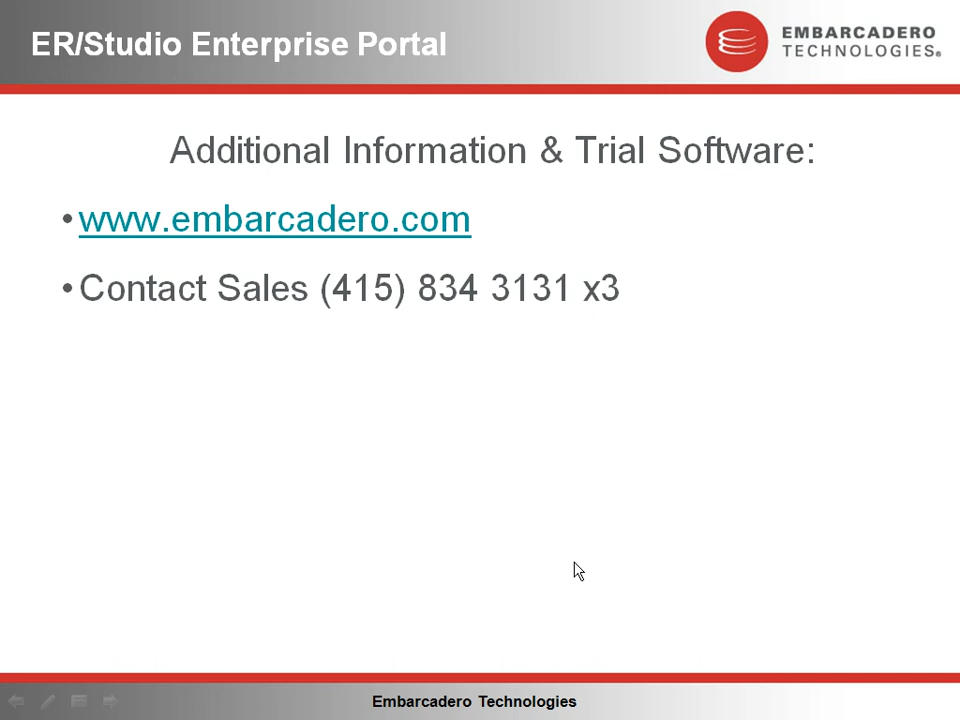 ER/Studio Enterprise Portal
EMBARCADERO
TECHNOLOGIES®
Additional Information & Trial Software:
• www.embarcadero.com
• Contact Sales (415) 834 3131 x3
Embarcadero Technologies